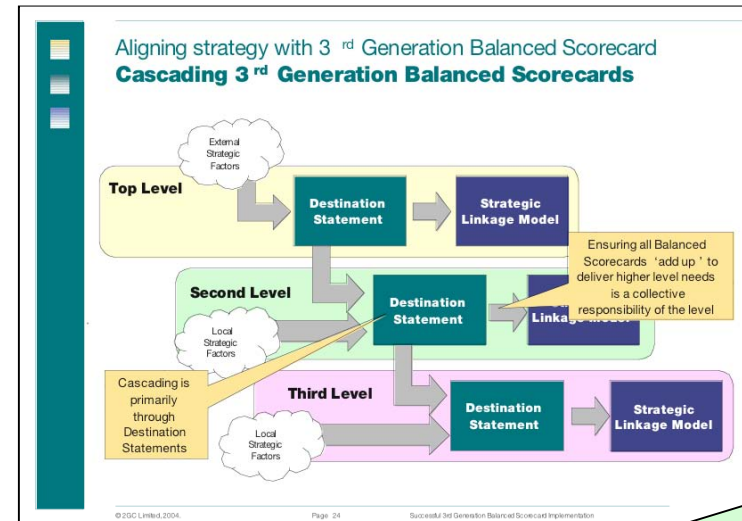 Aligning strategy with 3 rd Generation Balanced Scorecard
Cascading 3 rd Generation Balanced Scorecards
External
Strategic
Factors
Top Level
Destination
Statement
Strategic
Linkage Model
Ensuring all Balanced
Scorecards ‘add up ’ to
deliver higher level needs
is a collective
responsibility of the level
Second Level
Destination
Statement
Linkage Model
Local
Strategic
Factors
Cascading is
primarily
through
Destination
Statements
Third Level
Destination
Statement
Strategic
Linkage Model
Local
Strategic
Factors
© 2GC Limited, 2004.
Page 24
Successful 3rd Generation Balanced Scorecard Implementation